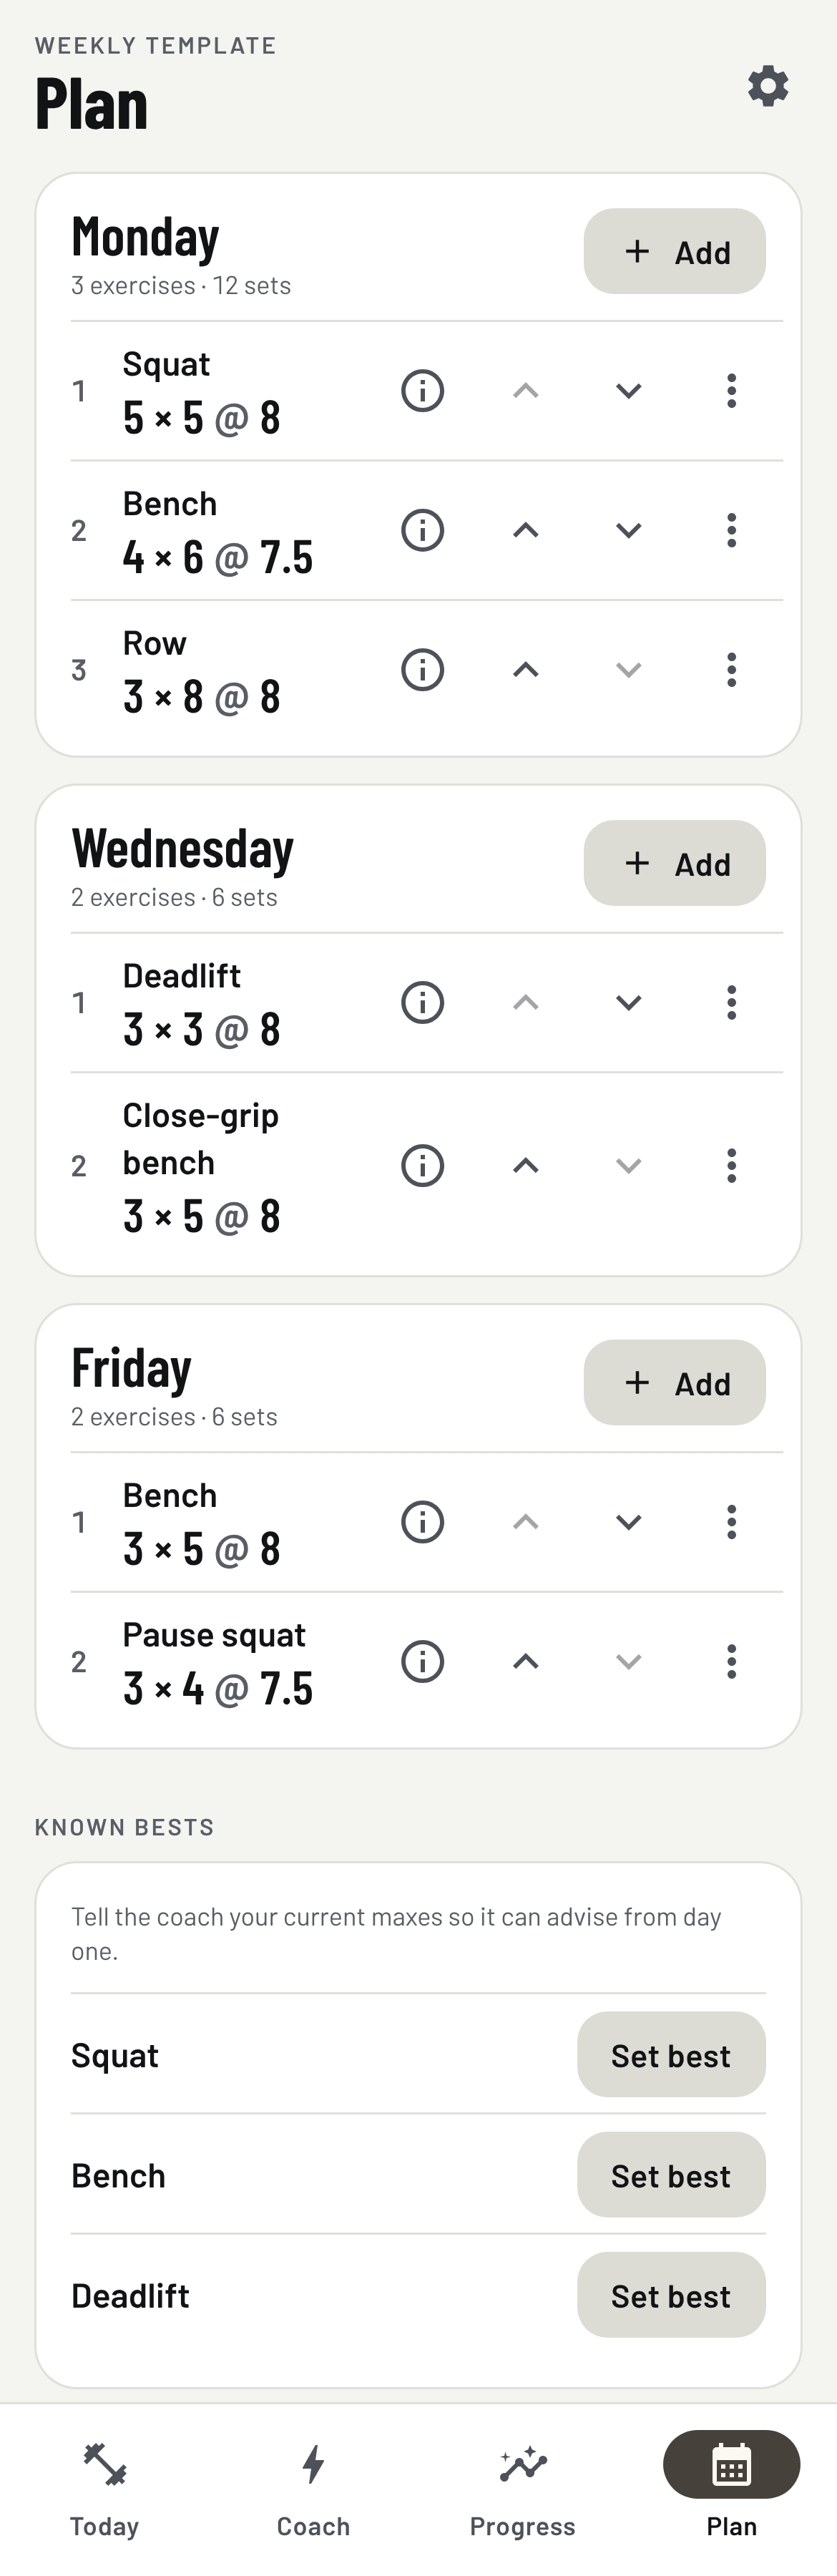 WEEKLY TEMPLATE
Plan
Monday
3 exercises · 12 sets
+ Add
1
Squat
5 × 5 @ 8
2
Bench
4 × 6 @ 7.5
3
Row
3 × 8 @ 8
Wednesday
2 exercises · 6 sets
+ Add
1
Deadlift
3 × 3 @ 8
2
Close-grip
bench
3 × 5 @ 8
Friday
2 exercises · 6 sets
+ Add
1
Bench
3 × 5 @ 8
2
Pause squat
3 × 4 @ 7.5
KNOWN BESTS
Tell the coach your current maxes so it can advise from day
one.
Squat
Set best
Bench
Set best
Deadlift
Set best
Today
Coach
Progress
Plan